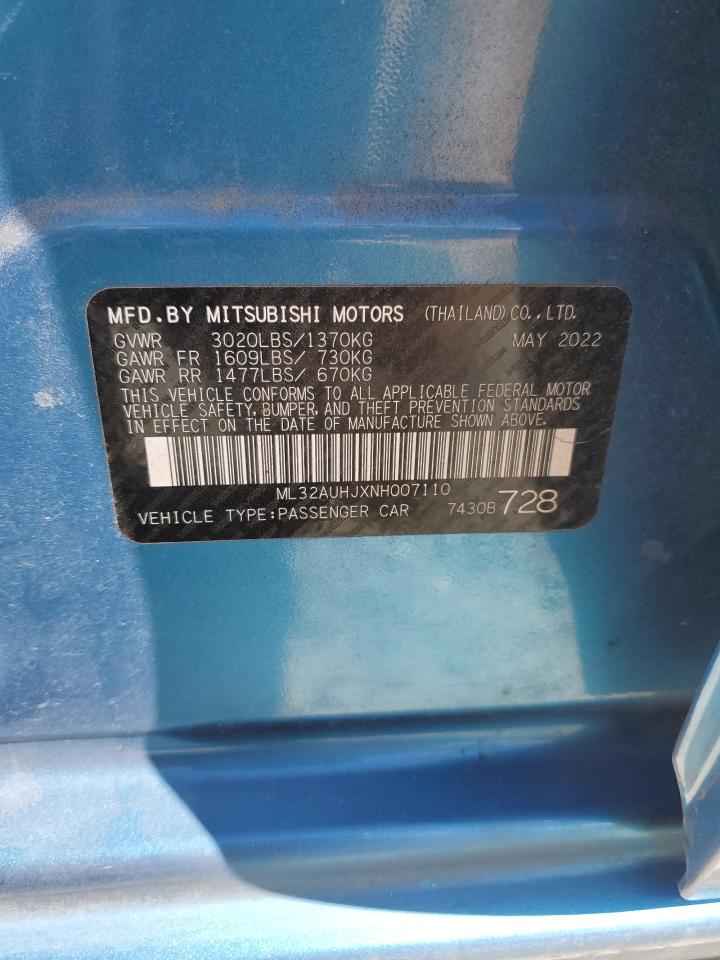 MFD.BY MITSUBISHI MOTORS (THAILAND) CO.,LTD.
GVWR 3020LBS/1370KG MAY 2022
GAWR FR 1609LBS/ 730KG
GAWR RR 1477LBS/ 670KG
THIS VEHICLE CONFORMS TO ALL APPLICABLE FEDERAL MOTOR
VEHICLE SAFETY, BUMPER, AND THEFT PREVENTION STANDARDS
IN EFFECT ON THE DATE OF MANUFACTURE SHOWN ABOVE.
ML32AUHJXNH007110
VEHICLE TYPE:PASSENGER CAR 7430B 728